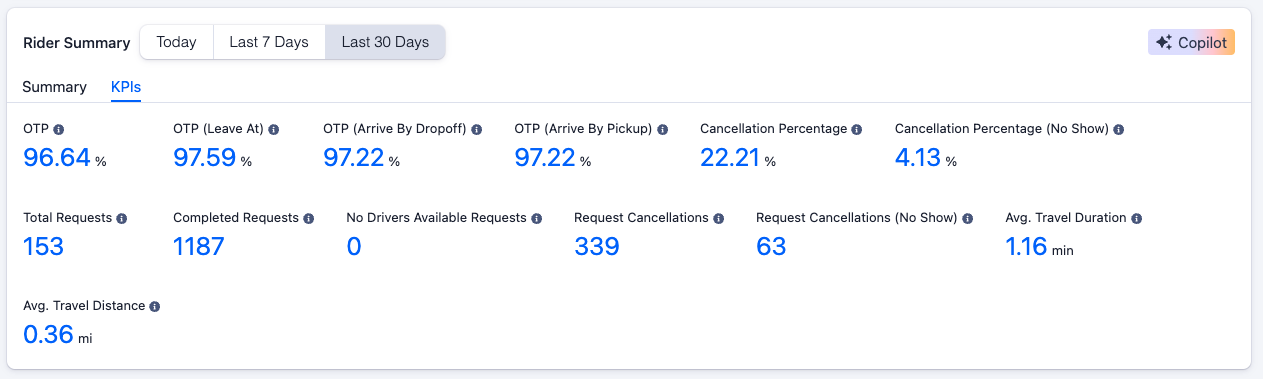 Rider Summary Today Last 7 Days Last 30 Days Copilot
Summary KPIs
OTP OTP (Leave At) OTP (Arrive By Dropoff) OTP (Arrive By Pickup) Cancellation Percentage Cancellation Percentage (No Show)
96.64 % 97.59 % 97.22 % 97.22 % 22.21 % 4.13 %
Total Requests Completed Requests No Drivers Available Requests Request Cancellations Request Cancellations (No Show) Avg. Travel Duration
153 1187 0 339 63 1.16 min
Avg. Travel Distance
0.36 mi